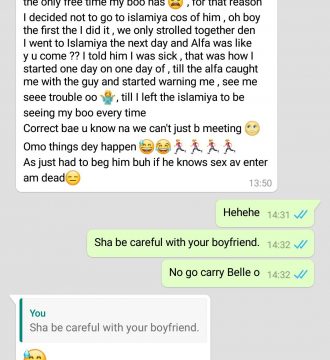 the only free time my boo has 😩 , for that reason
I decided not to go to islamiya cos of him , oh boy
the first the I did it , we only strolled together den
I went to Islamiya the next day and Alfa was like
y u come ?? I told him I was sick , that was how I
started one day on one day of , till the alfa caught
me with the guy and started warning me , see me
seee trouble oo 🤷‍♂️ , till I left the islamiya to be
seeing my boo every time
Correct bae u know na we can't just b meeting 😬
Omo things dey happen 😅😂🏃‍♀️🏃‍♀️🏃‍♀️🏃‍♀️
As just had to beg him buh if he knows sex av enter
am dead😑
13:50
Hehehe 14:31
Sha be careful with your boyfriend. 14:32
No go carry Belle o 14:32
You
Sha be careful with your boyfriend.
😅